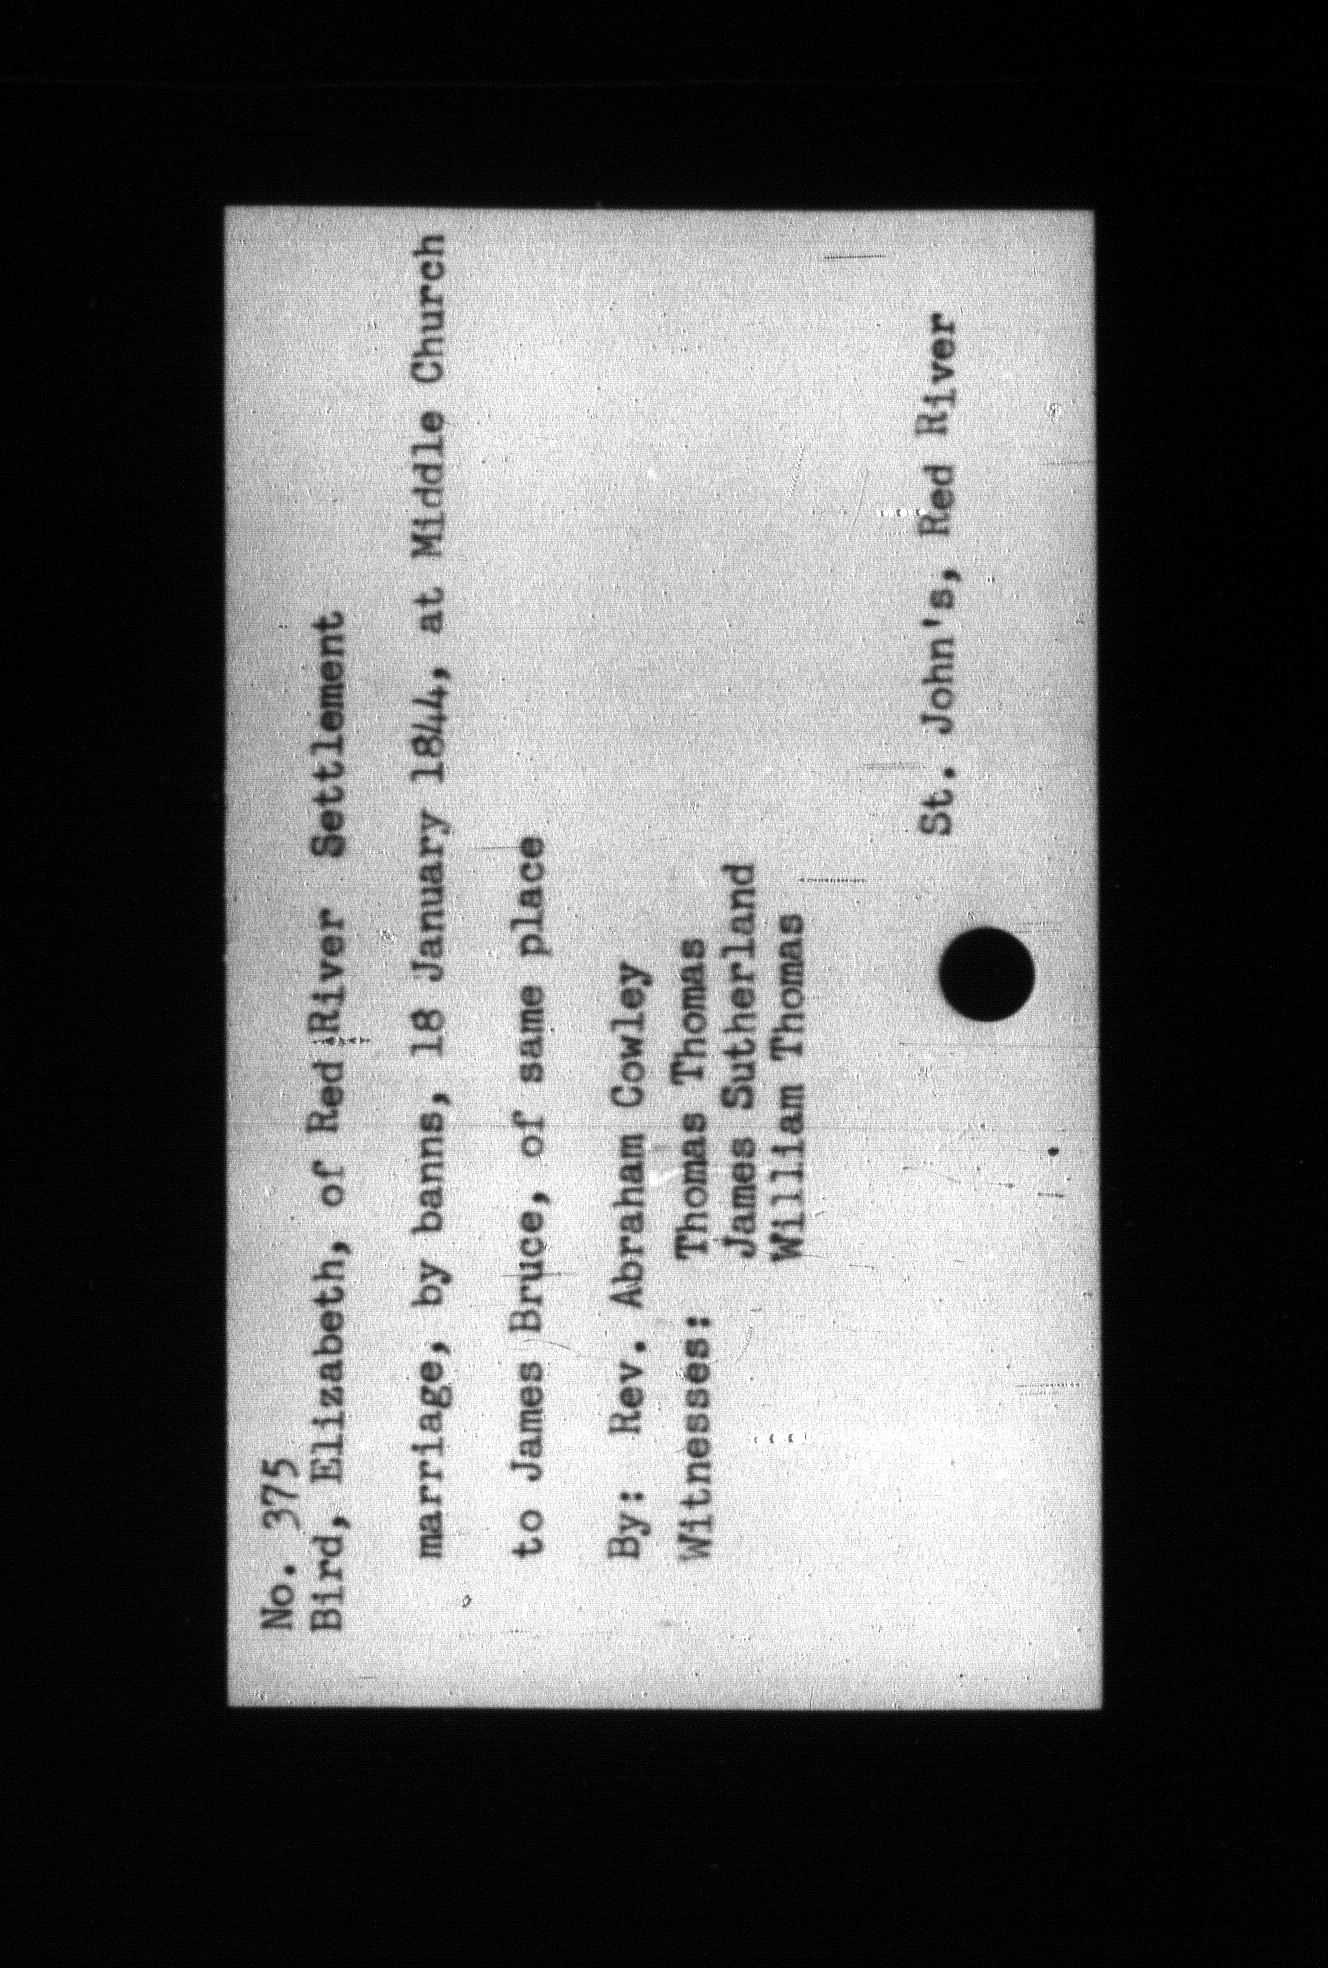 No. 375
Bird, Elizabeth, of Red River Settlement
marriage, by banns, 18 January 1844, at Middle Church
to James Bruce, of same place
By: Rev. Abraham Cowley
Witnesses: Thomas Thomas
James Sutherland
William Thomas
St. John's, Red River